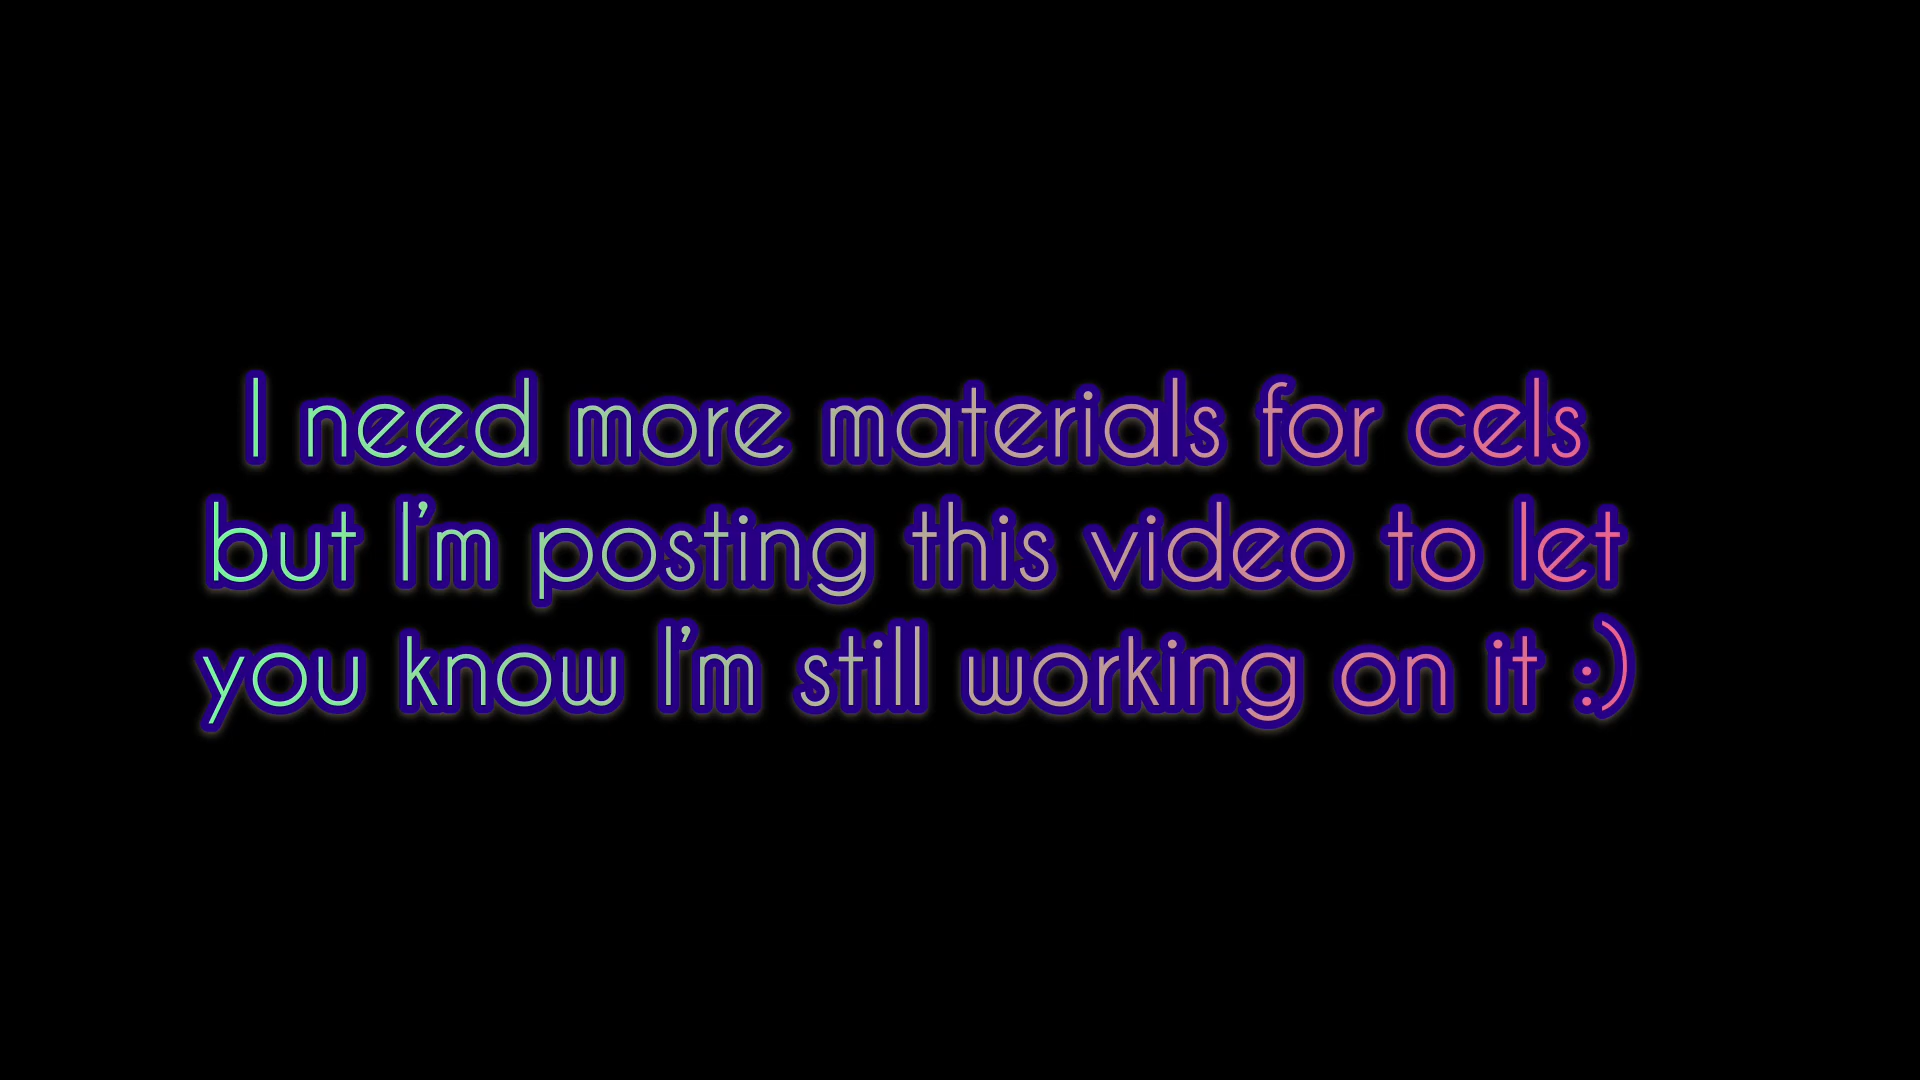 I need more materials for cels
but I'm posting this video to let
you know I'm still working on it :)